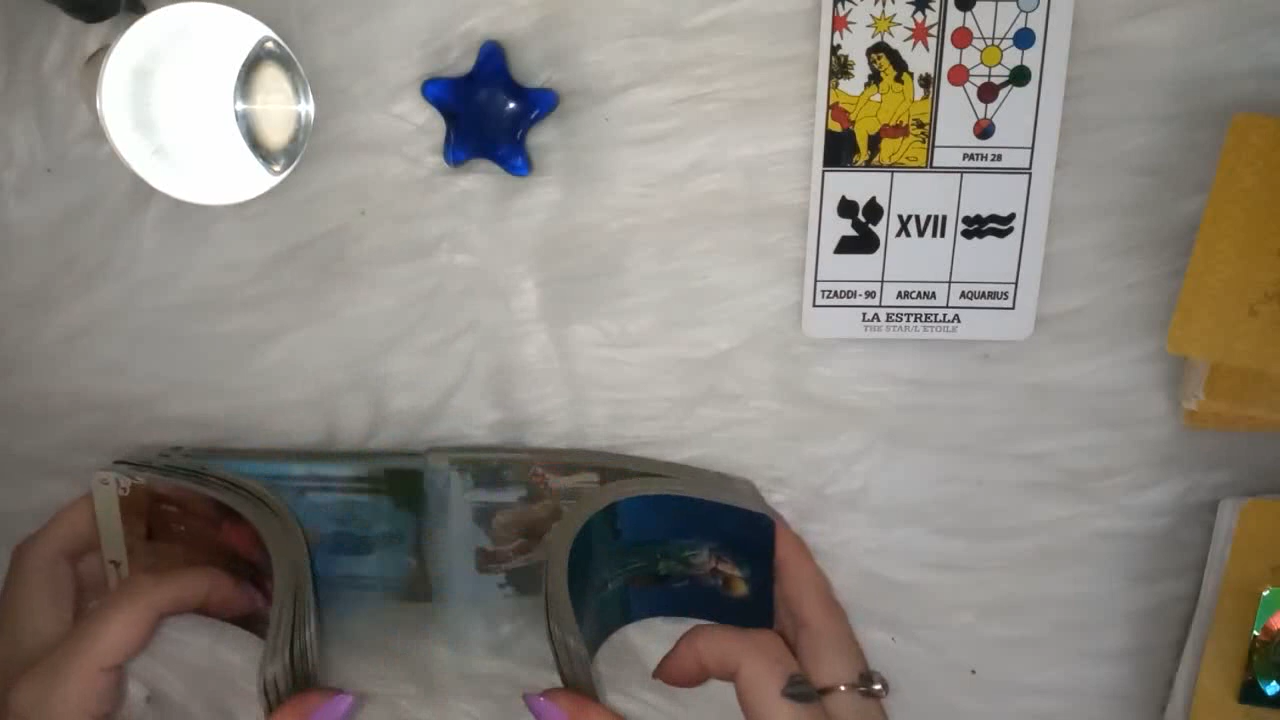 PATH 28
צ XVII
TZADDI - 90 ARCANA AQUARIUS
LA ESTRELLA
THE STAR/L'ETOILE